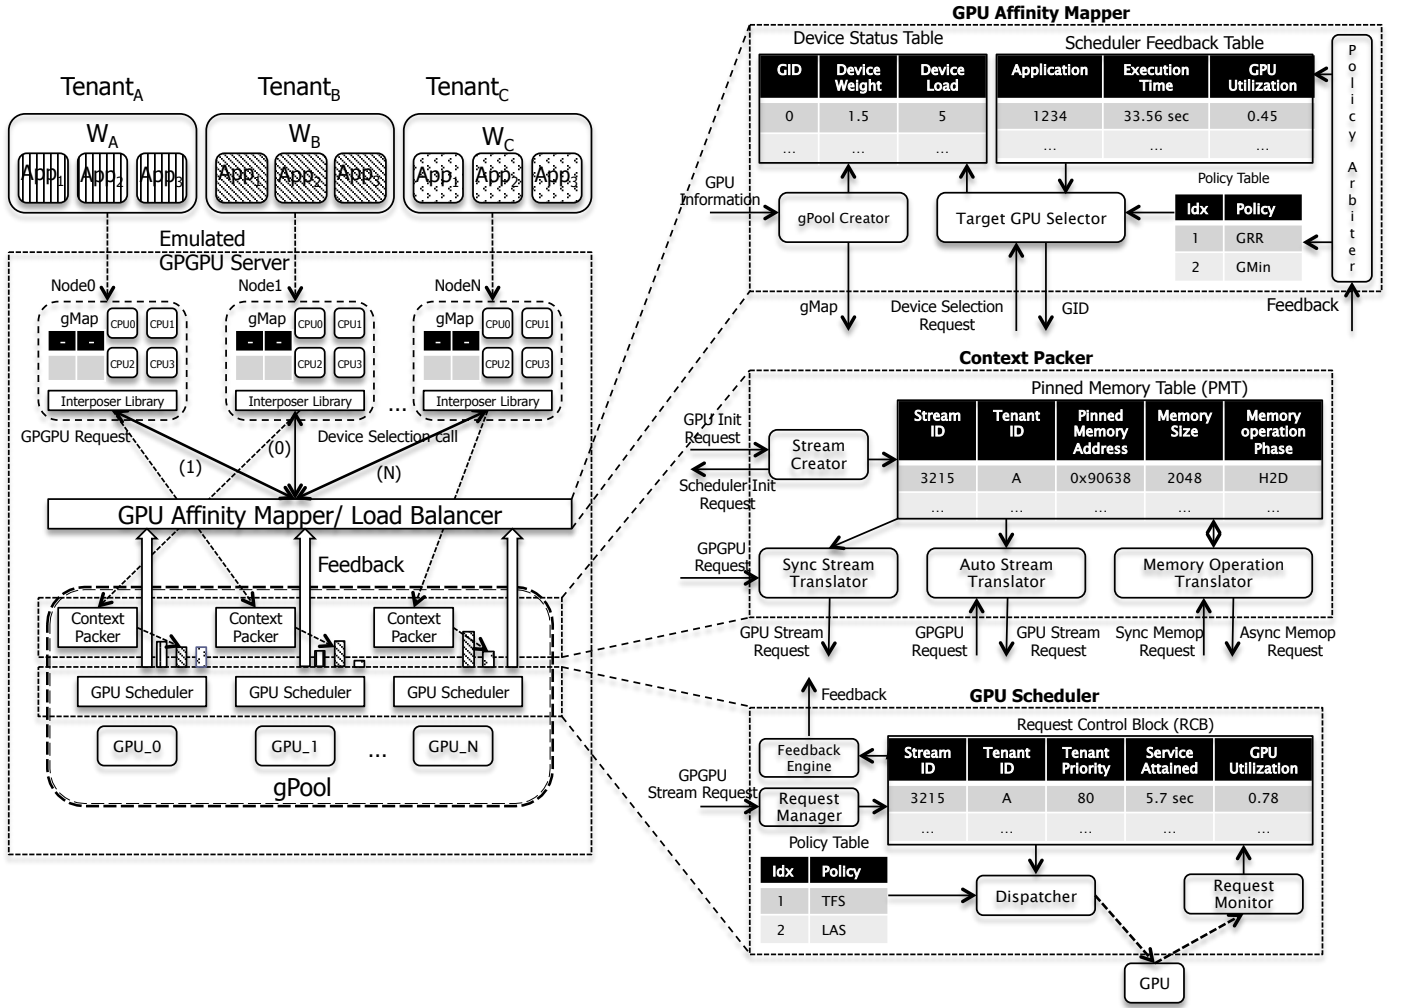 Tenant_A
Tenant_B
Tenant_C
W_A
App_1 App_2 App_3
W_B
App_1 App_2 App_3
W_C
App_1 App_2 App_3
Emulated
GPGPU Server
Node0
gMap
- -
CPU0 CPU1
CPU2 CPU3
Interposer Library
Node1
gMap
- -
CPU0 CPU1
CPU2 CPU3
Interposer Library
...
NodeN
gMap
- -
CPU0 CPU1
CPU2 CPU3
Interposer Library
GPGPU Request
Device Selection call
(1)
(0)
(N)
GPU Affinity Mapper/ Load Balancer
Feedback
Context
Packer
Context
Packer
Context
Packer
GPU Scheduler
GPU Scheduler
GPU Scheduler
GPU_0
GPU_1
...
GPU_N
gPool
GPU Affinity Mapper
Device Status Table
GID Device Weight Device Load
0 1.5 5
... ... ...
Scheduler Feedback Table
Application Execution Time GPU Utilization
1234 33.56 sec 0.45
... ... ...
Policy Arbiter
GPU
Information
gPool Creator
Target GPU Selector
Policy Table
Idx Policy
1 GRR
2 GMin
gMap
Device Selection
Request
GID
Feedback
Context Packer
Pinned Memory Table (PMT)
Stream ID Tenant ID Pinned Memory Address Memory Size Memory operation Phase
3215 A 0x90638 2048 H2D
... ... ... ... ...
GPU Init
Request
Stream
Creator
Scheduler Init
Request
GPGPU
Request
Sync Stream
Translator
Auto Stream
Translator
Memory Operation
Translator
GPU Stream
Request
GPGPU
Request
GPU Stream
Request
Sync Memop
Request
Async Memop
Request
Feedback
GPU Scheduler
Request Control Block (RCB)
Feedback
Engine
Stream ID Tenant ID Tenant Priority Service Attained GPU Utilization
3215 A 80 5.7 sec 0.78
... ... ... ... ...
GPGPU
Stream Request
Request
Manager
Policy Table
Idx Policy
1 TFS
2 LAS
Dispatcher
Request
Monitor
GPU